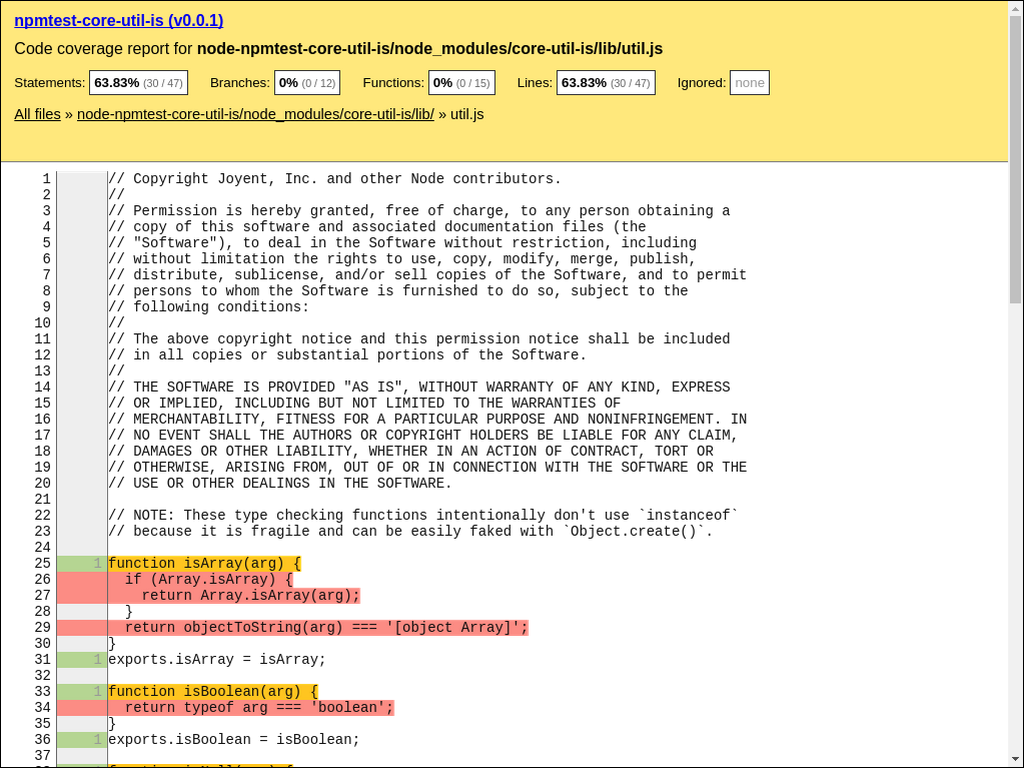 npmtest-core-util-is (v0.0.1)
Code coverage report for node-npmtest-core-util-is/node_modules/core-util-is/lib/util.js
Statements: 63.83% (30 / 47) Branches: 0% (0 / 12) Functions: 0% (0 / 15) Lines: 63.83% (30 / 47) Ignored: none
All files » node-npmtest-core-util-is/node_modules/core-util-is/lib/ » util.js
1 // Copyright Joyent, Inc. and other Node contributors.
2 //
3 // Permission is hereby granted, free of charge, to any person obtaining a
4 // copy of this software and associated documentation files (the
5 // "Software"), to deal in the Software without restriction, including
6 // without limitation the rights to use, copy, modify, merge, publish,
7 // distribute, sublicense, and/or sell copies of the Software, and to permit
8 // persons to whom the Software is furnished to do so, subject to the
9 // following conditions:
10 //
11 // The above copyright notice and this permission notice shall be included
12 // in all copies or substantial portions of the Software.
13 //
14 // THE SOFTWARE IS PROVIDED "AS IS", WITHOUT WARRANTY OF ANY KIND, EXPRESS
15 // OR IMPLIED, INCLUDING BUT NOT LIMITED TO THE WARRANTIES OF
16 // MERCHANTABILITY, FITNESS FOR A PARTICULAR PURPOSE AND NONINFRINGEMENT. IN
17 // NO EVENT SHALL THE AUTHORS OR COPYRIGHT HOLDERS BE LIABLE FOR ANY CLAIM,
18 // DAMAGES OR OTHER LIABILITY, WHETHER IN AN ACTION OF CONTRACT, TORT OR
19 // OTHERWISE, ARISING FROM, OUT OF OR IN CONNECTION WITH THE SOFTWARE OR THE
20 // USE OR OTHER DEALINGS IN THE SOFTWARE.
21
22 // NOTE: These type checking functions intentionally don't use `instanceof`
23 // because it is fragile and can be easily faked with `Object.create()`.
24
25 1 function isArray(arg) {
26 if (Array.isArray) {
27 return Array.isArray(arg);
28 }
29 return objectToString(arg) === '[object Array]';
30 }
31 1 exports.isArray = isArray;
32
33 1 function isBoolean(arg) {
34 return typeof arg === 'boolean';
35 }
36 1 exports.isBoolean = isBoolean;
37